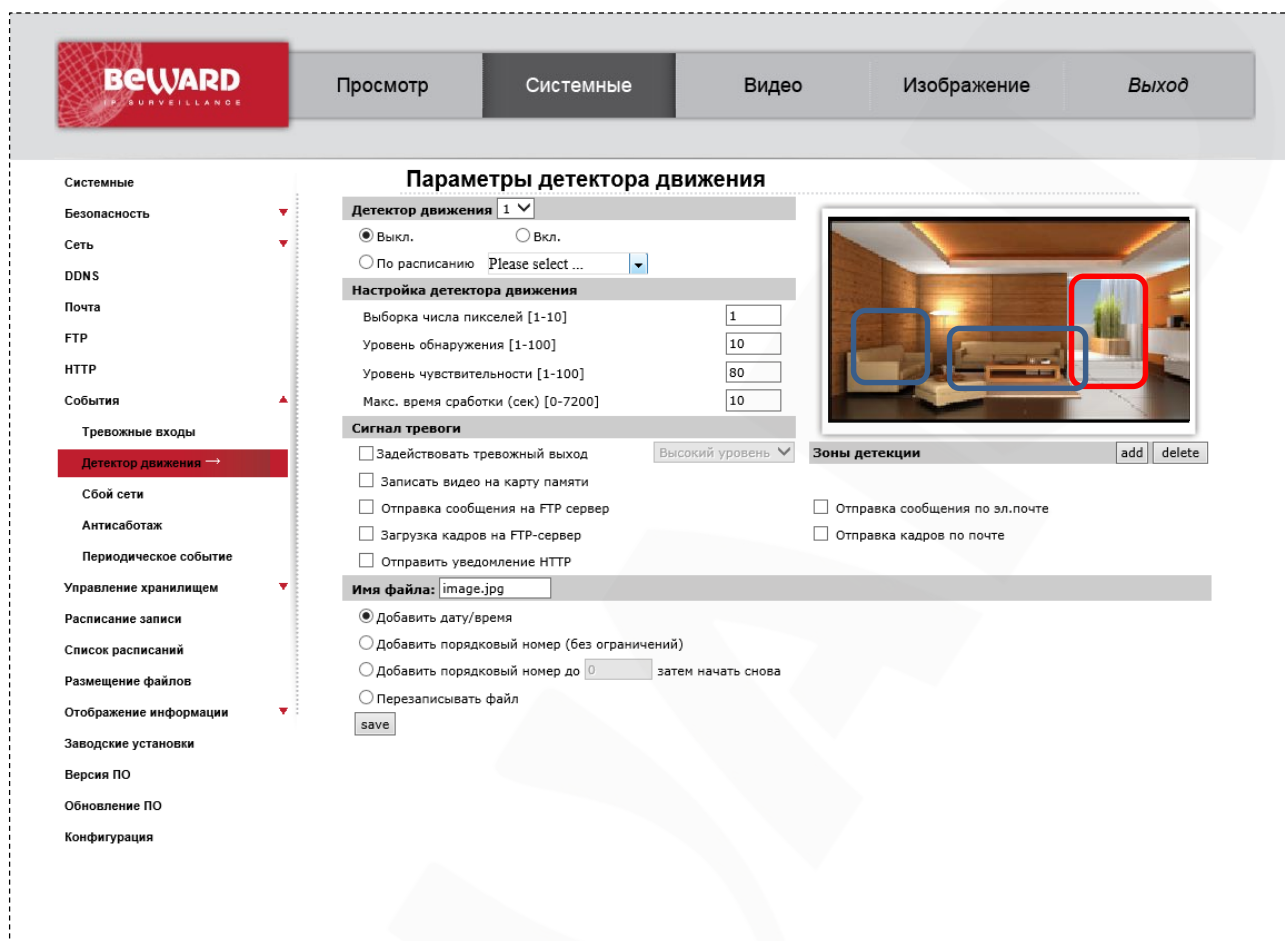 BEWARD
IP SURVEILLANCE
Просмотр
Системные
Видео
Изображение
Выход
Системные
Безопасность
Сеть
DDNS
Почта
FTP
HTTP
События
Тревожные входы
Детектор движения →
Сбой сети
Антисаботаж
Периодическое событие
Управление хранилищем
Расписание записи
Список расписаний
Размещение файлов
Отображение информации
Заводские установки
Версия ПО
Обновление ПО
Конфигурация
Параметры детектора движения
Детектор движения 1
Выкл. Вкл.
По расписанию Please select ...
Настройка детектора движения
Выборка числа пикселей [1-10] 1
Уровень обнаружения [1-100] 10
Уровень чувствительности [1-100] 80
Макс. время сработки (сек) [0-7200] 10
Сигнал тревоги
Задействовать тревожный выход Высокий уровень
Зоны детекции add delete
Записать видео на карту памяти
Отправка сообщения на FTP сервер
Отправка сообщения по эл.почте
Загрузка кадров на FTP-сервер
Отправка кадров по почте
Отправить уведомление HTTP
Имя файла: image.jpg
Добавить дату/время
Добавить порядковый номер (без ограничений)
Добавить порядковый номер до 0 затем начать снова
Перезаписывать файл
save